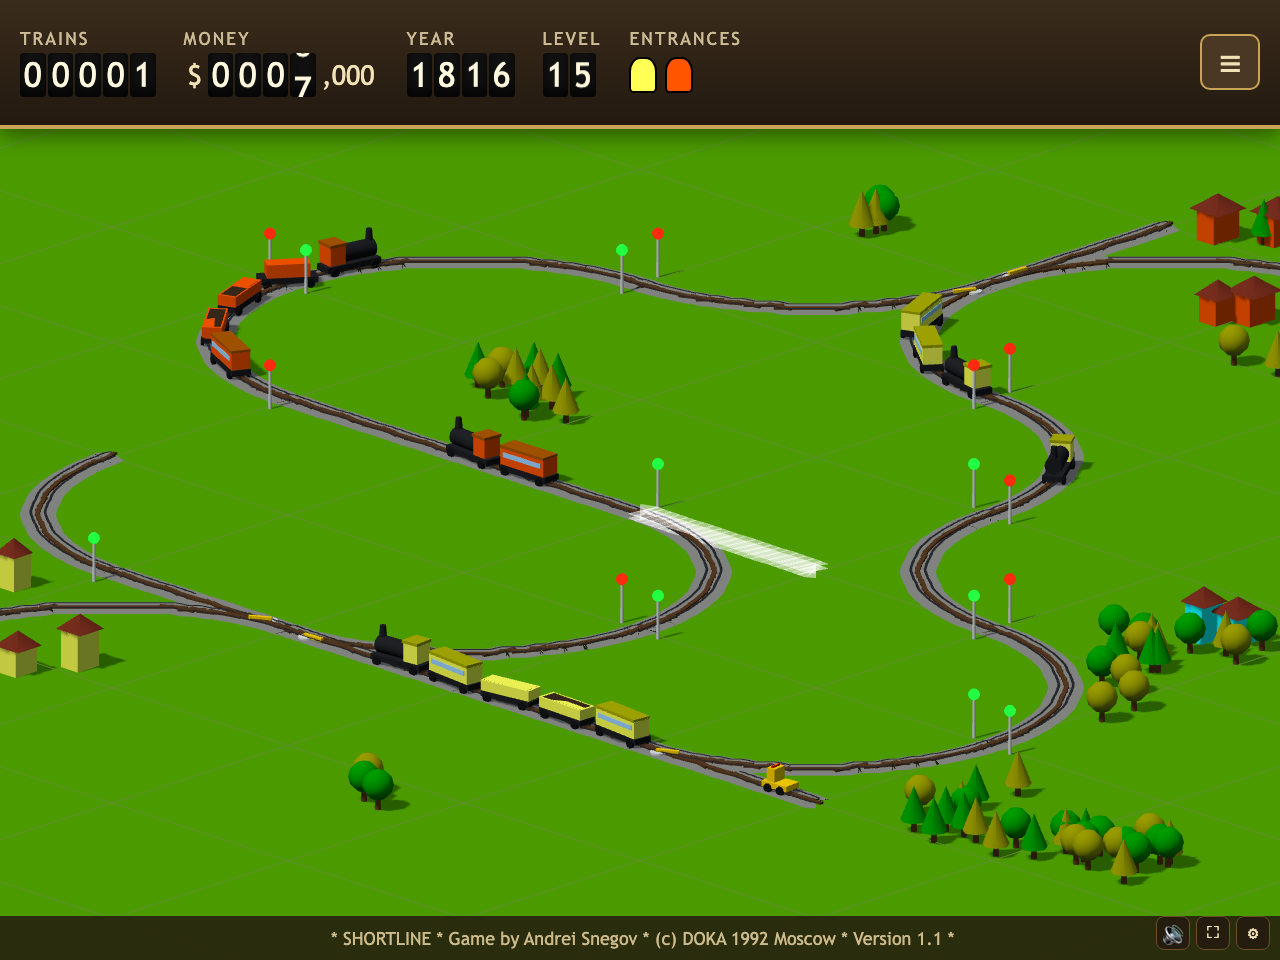 TRAINS MONEY YEAR LEVEL ENTRANCES
00001 $ 0007,000 1816 15
* SHORTLINE * Game by Andrei Snegov * (c) DOKA 1992 Moscow * Version 1.1 *